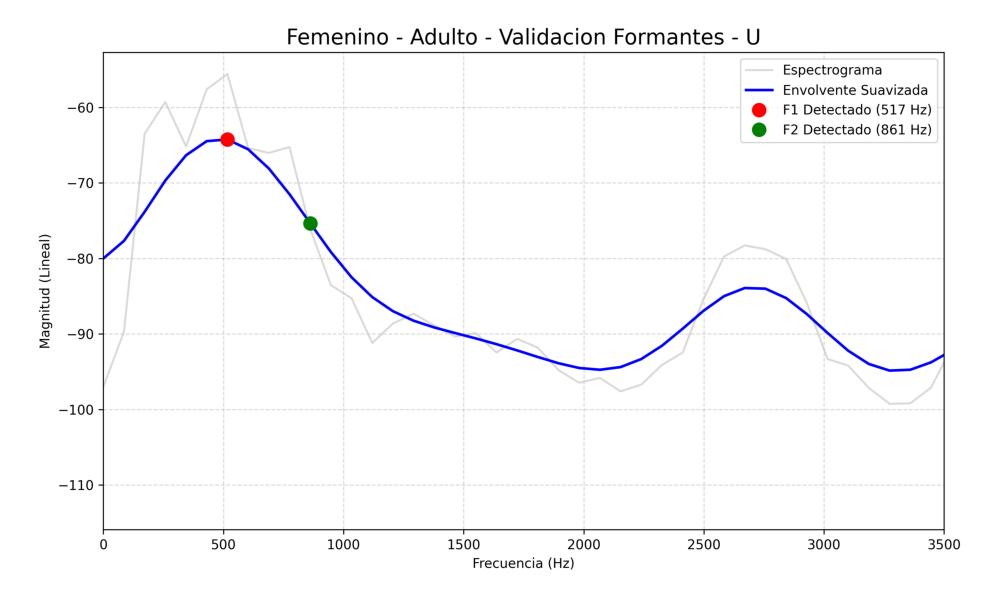 Femenino - Adulto - Validacion Formantes - U
Espectrograma
Envolvente Suavizada
F1 Detectado (517 Hz)
F2 Detectado (861 Hz)
Magnitud (Lineal)
−60
−70
−80
−90
−100
−110
0 500 1000 1500 2000 2500 3000 3500
Frecuencia (Hz)